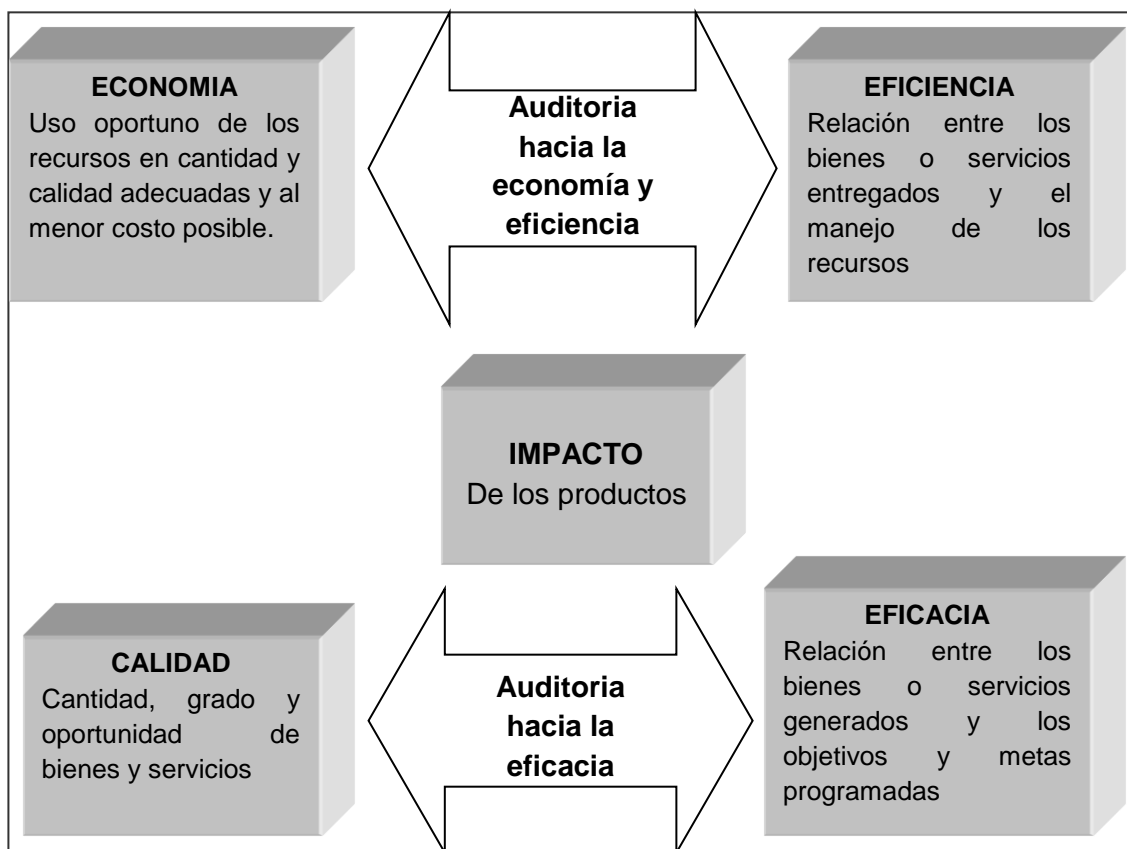 ECONOMIA
Uso oportuno de los
recursos en cantidad y
calidad adecuadas y al
menor costo posible.
Auditoria
hacia la
economía y
eficiencia
EFICIENCIA
Relación entre los
bienes o servicios
entregados y el
manejo de los
recursos
IMPACTO
De los productos
CALIDAD
Cantidad, grado y
oportunidad de
bienes y servicios
Auditoria
hacia la
eficacia
EFICACIA
Relación entre los
bienes o servicios
generados y los
objetivos y metas
programadas